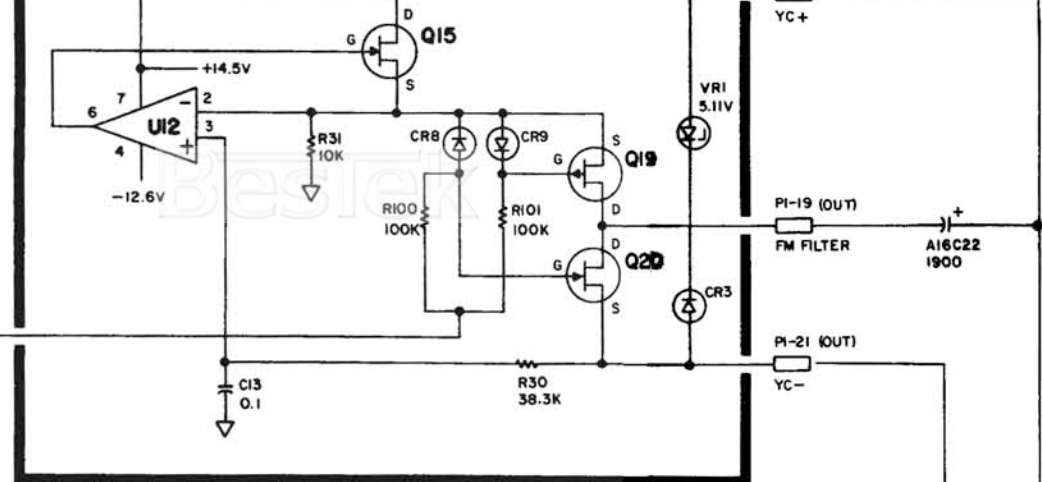 D
YC+
Q15
G
+14.5V
S
VR1
5.11V
7
2
6
U12
-
3
+
4
R31
10K
CR8
CR9
S
Q19
G
-12.6V
BesTek
R100
100K
R101
100K
D
P1-19 (OUT)
+
FM FILTER
A16C22
1900
D
G
Q20
S
CR3
P1-21 (OUT)
YC-
C13
0.1
R30
38.3K